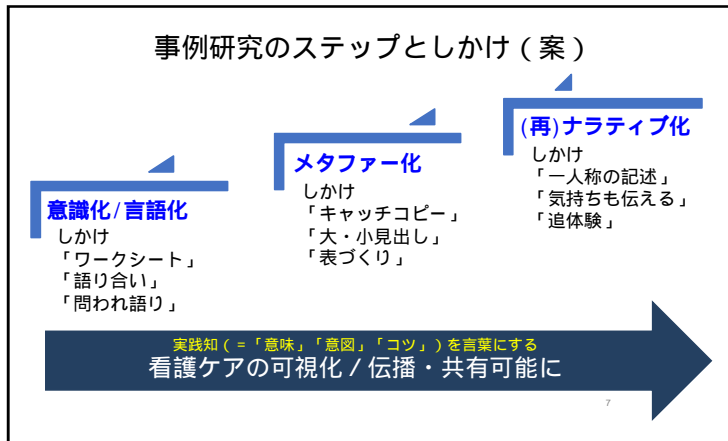 事例研究のステップとしかけ(案)
意識化/言語化
しかけ
「ワークシート」
「語り合い」
「問われ語り」
メタファー化
しかけ
「キャッチコピー」
「大・小見出し」
「表づくり」
(再)ナラティブ化
しかけ
「一人称の記述」
「気持ちも伝える」
「追体験」
実践知(=「意味」「意図」「コツ」)を言葉にする
看護ケアの可視化/伝播・共有可能に
7